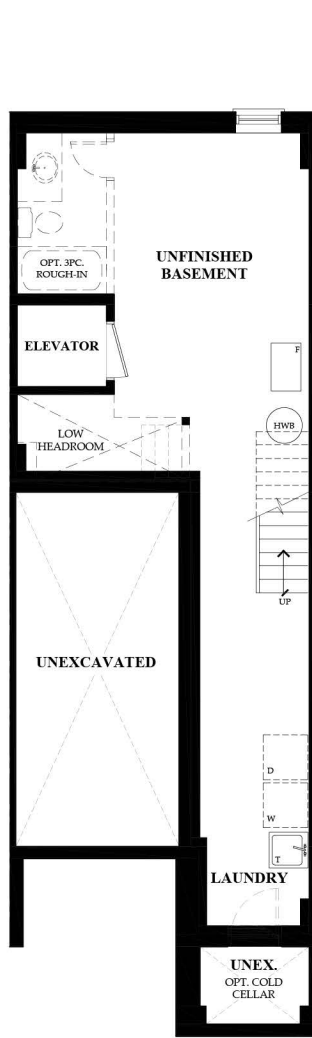 UNFINISHED
BASEMENT
OPT. 3PC.
ROUGH-IN
ELEVATOR
F
LOW
HEADROOM
HWB
UP
UNEXCAVATED
D
W
T
LAUNDRY
UNEX.
OPT. COLD
CELLAR